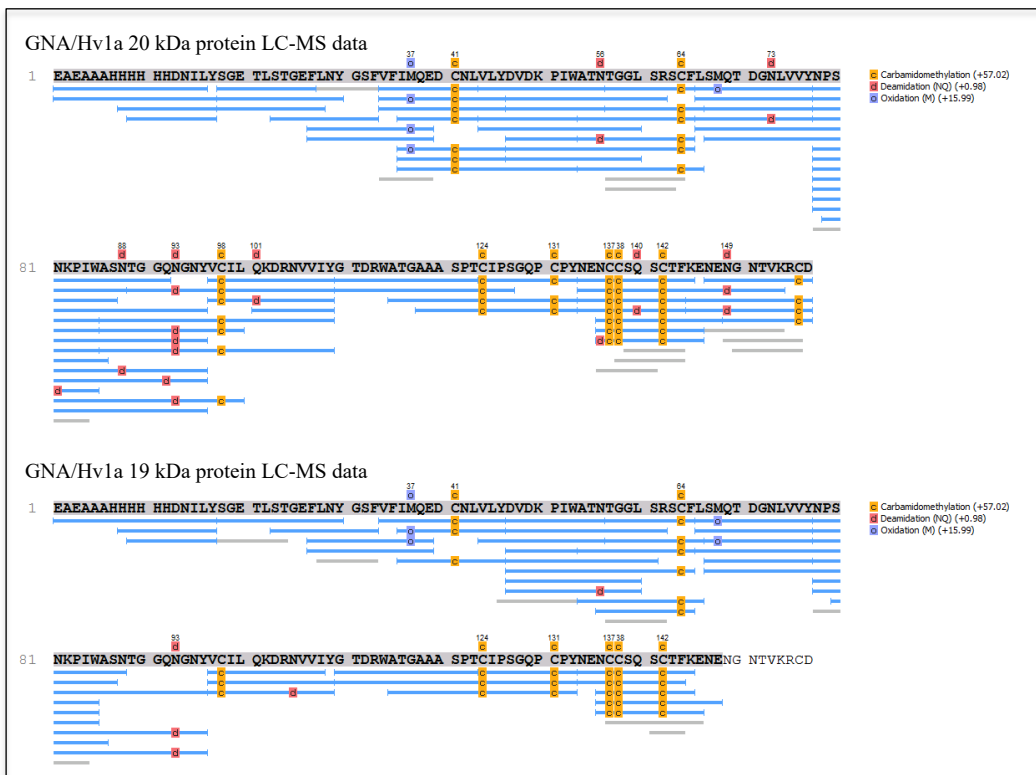 GNA/Hv1a 20 kDa protein LC-MS data
37 41 56 64 73
o c d c d
1 EAEAAAHHHH HHDNILYSGE TLSTGEFLNY GSFVFIMQED CNLVLYDVDK PIWATNTGGL SRSCFLSMQT DGNLVVYNPS
c Carbamidomethylation (+57.02)
d Deamidation (NQ) (+0.98)
o Oxidation (M) (+15.99)
c c o
o c
c c
c c d
o
d
o c c
c
c c
88 93 98 101 124 131 137 38 140 142 149
d d c d c c c c d c d
81 NKPIWASNTG GQNGNYVCIL QKDRNVVIYG TDRWATGAAA SPTCIPSGQP CPYNENCCSQ SCTFKENENG NTVKRCD
c c c c c c c
d c c c c d
c d c c c c c c
c c c d c d c
c c c c c
d c c c c
d d c c c
d c
d
d
d
d c
GNA/Hv1a 19 kDa protein LC-MS data
37 41 64
o c c
1 EAEAAAHHHH HHDNILYSGE TLSTGEFLNY GSFVFIMQED CNLVLYDVDK PIWATNTGGL SRSCFLSMQT DGNLVVYNPS
c Carbamidomethylation (+57.02)
d Deamidation (NQ) (+0.98)
o Oxidation (M) (+15.99)
c c o
o c
o c o
c
c
c
d
c
c
93 124 131 137 38 142
d c c c c c
81 NKPIWASNTG GQNGNYVCIL QKDRNVVIYG TDRWATGAAA SPTCIPSGQP CPYNENCCSQ SCTFKENENG NTVKRCD
c c c c c c
c c c c c c
c d c c c c c
c c c
c c c
d
d